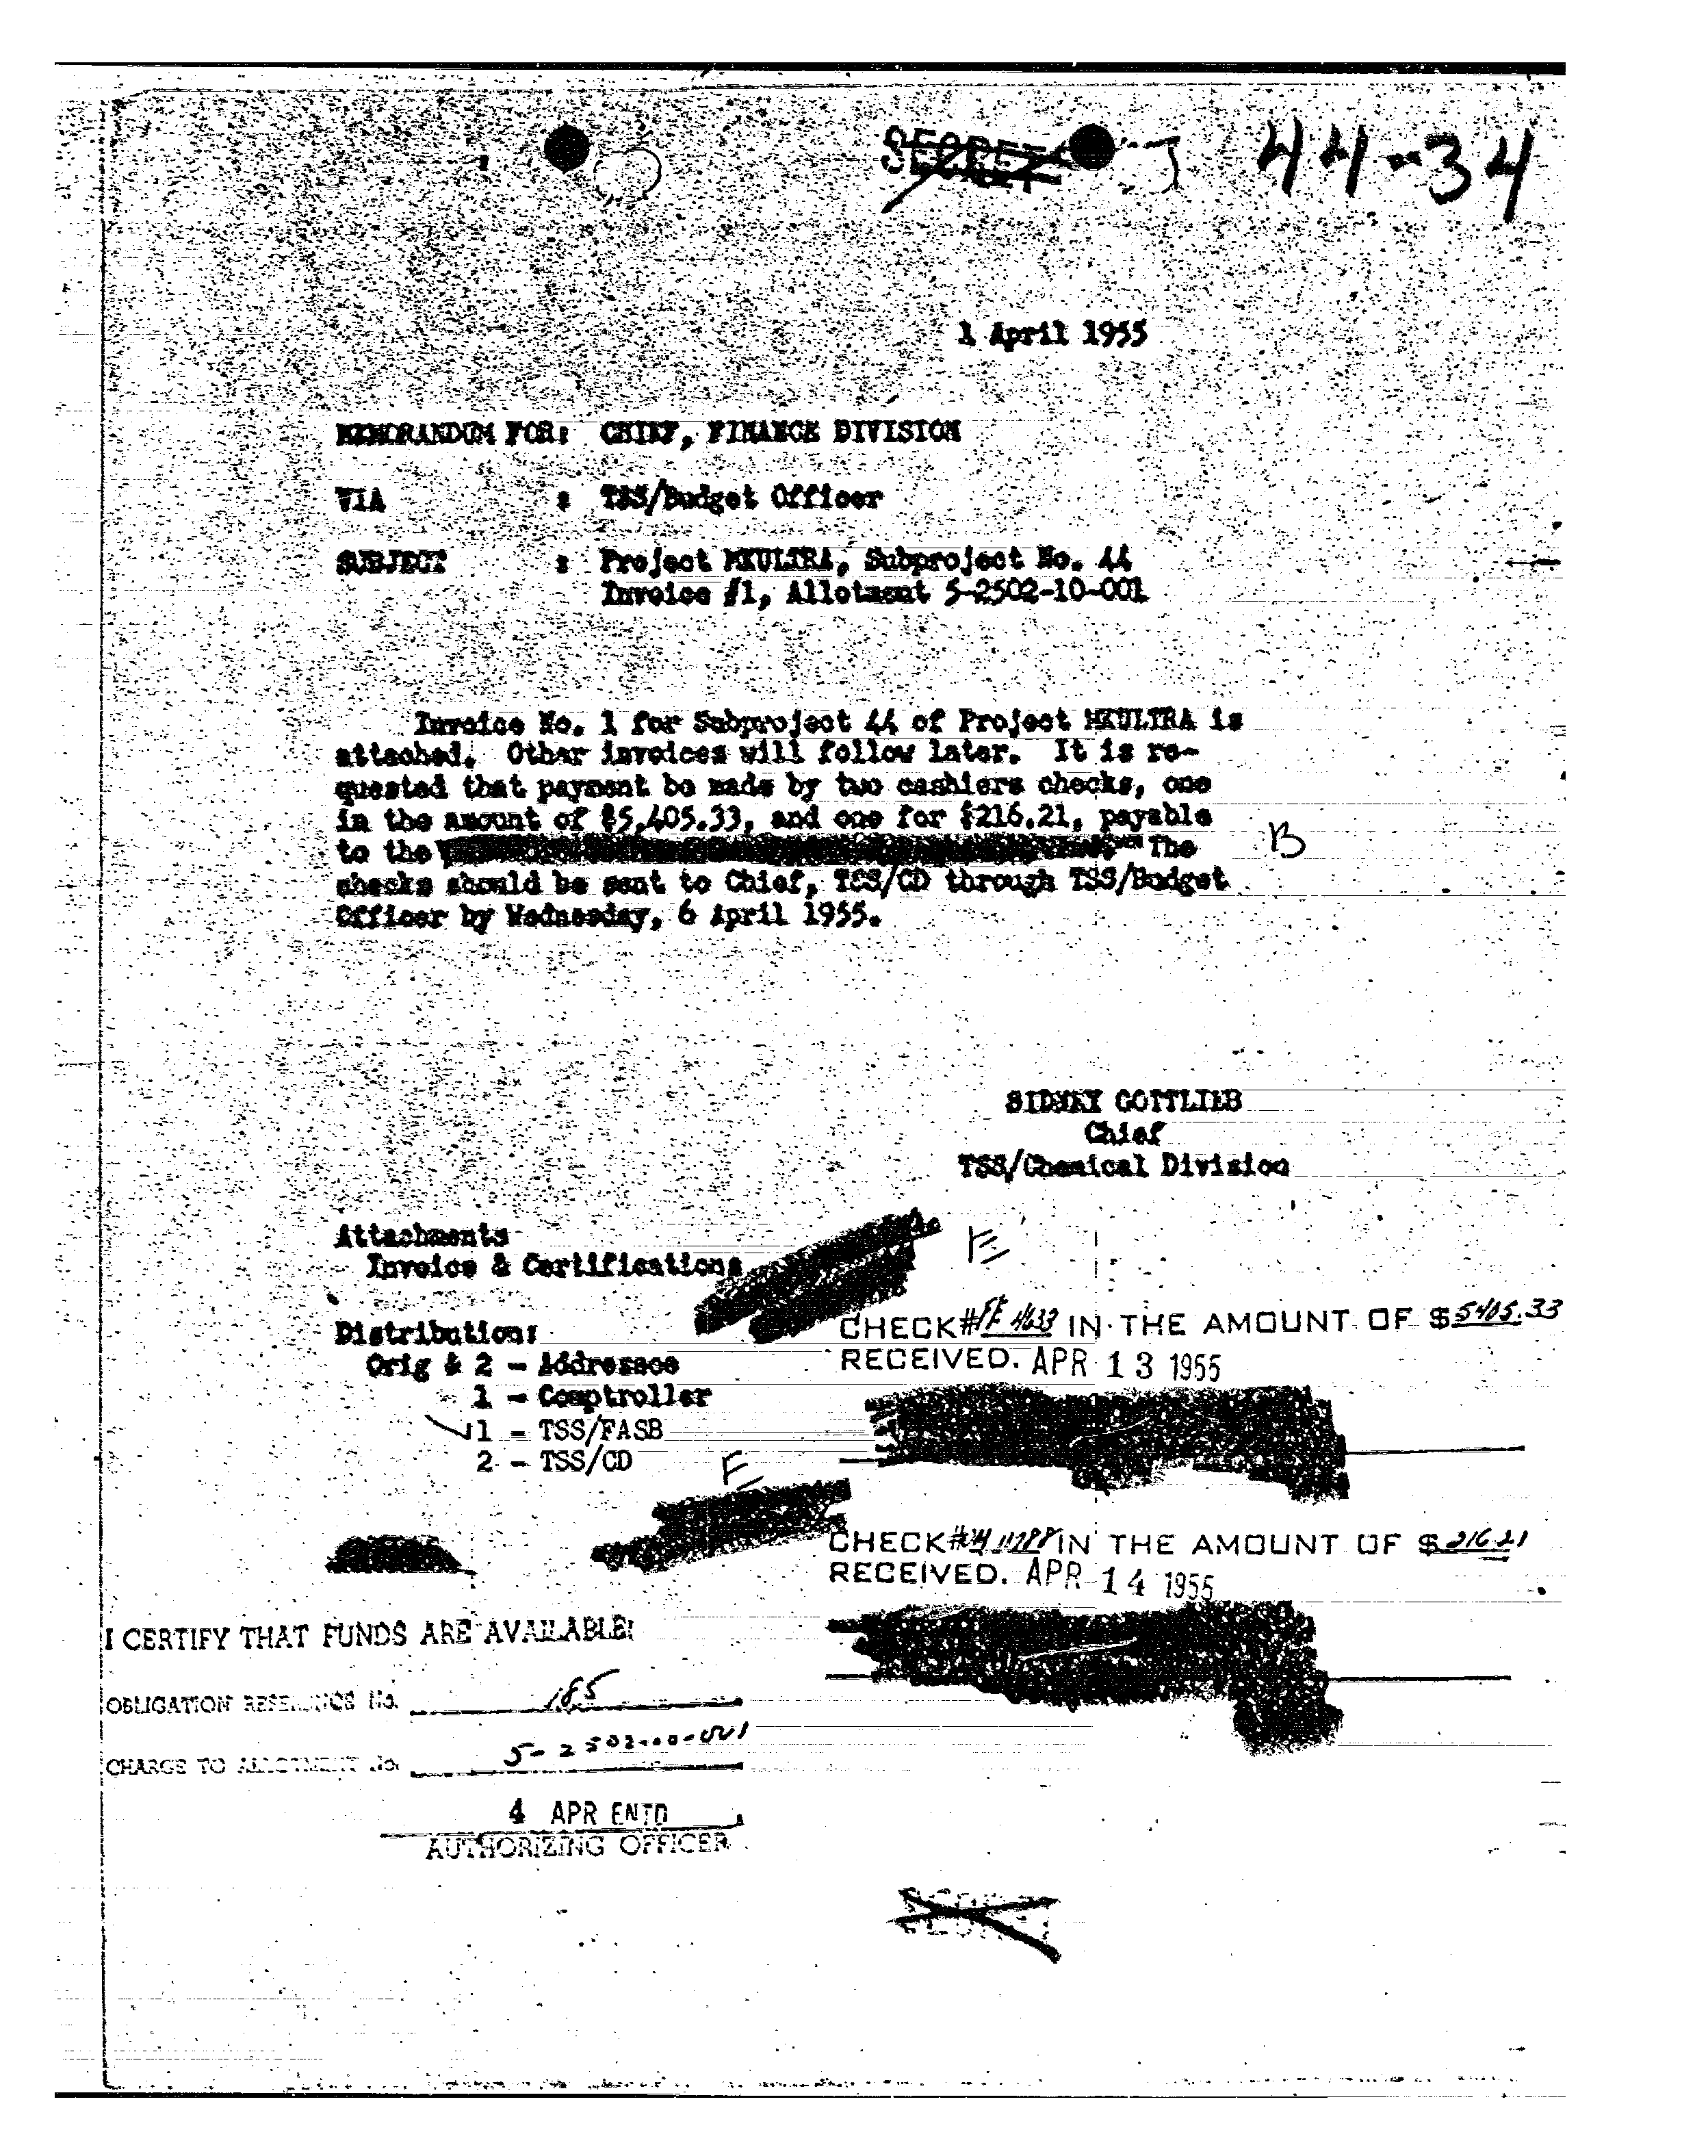 SECRET
44-34
1 April 1955
MEMORANDUM FOR: CHIEF, FINANCE DIVISION
VIA : TSS/Budget Officer
SUBJECT : Project MKULTRA, Subproject No. 44
Invoice #1, Allotment 5-2502-10-001
Invoice No. 1 for Subproject 44 of Project MKULTRA is
attached. Other invoices will follow later. It is re-
quested that payment be made by two cashiers checks, one
in the amount of $5,405.33, and one for $216.21, payable
to the The
B
checks should be sent to Chief, TSS/CD through TSS/Budget
Officer by Wednesday, 6 April 1955.
SIDNEY GOTTLIEB
Chief
TSS/Chemical Division
Attachments
Invoice & Certifications
E
Distribution:
Orig & 2 - Addressee
1 - Comptroller
1 - TSS/FASB
2 - TSS/CD
E
CHECK# IN THE AMOUNT OF $5405.33
RECEIVED. APR 13 1955
CHECK# IN THE AMOUNT OF $216.21
RECEIVED. APR 14 1955
I CERTIFY THAT FUNDS ARE AVAILABLE:
OBLIGATION REFERENCE No. 185
CHARGE TO ALLOTMENT No. 5-2502-10-001
4 APR ENTD
AUTHORIZING OFFICER
SECRET